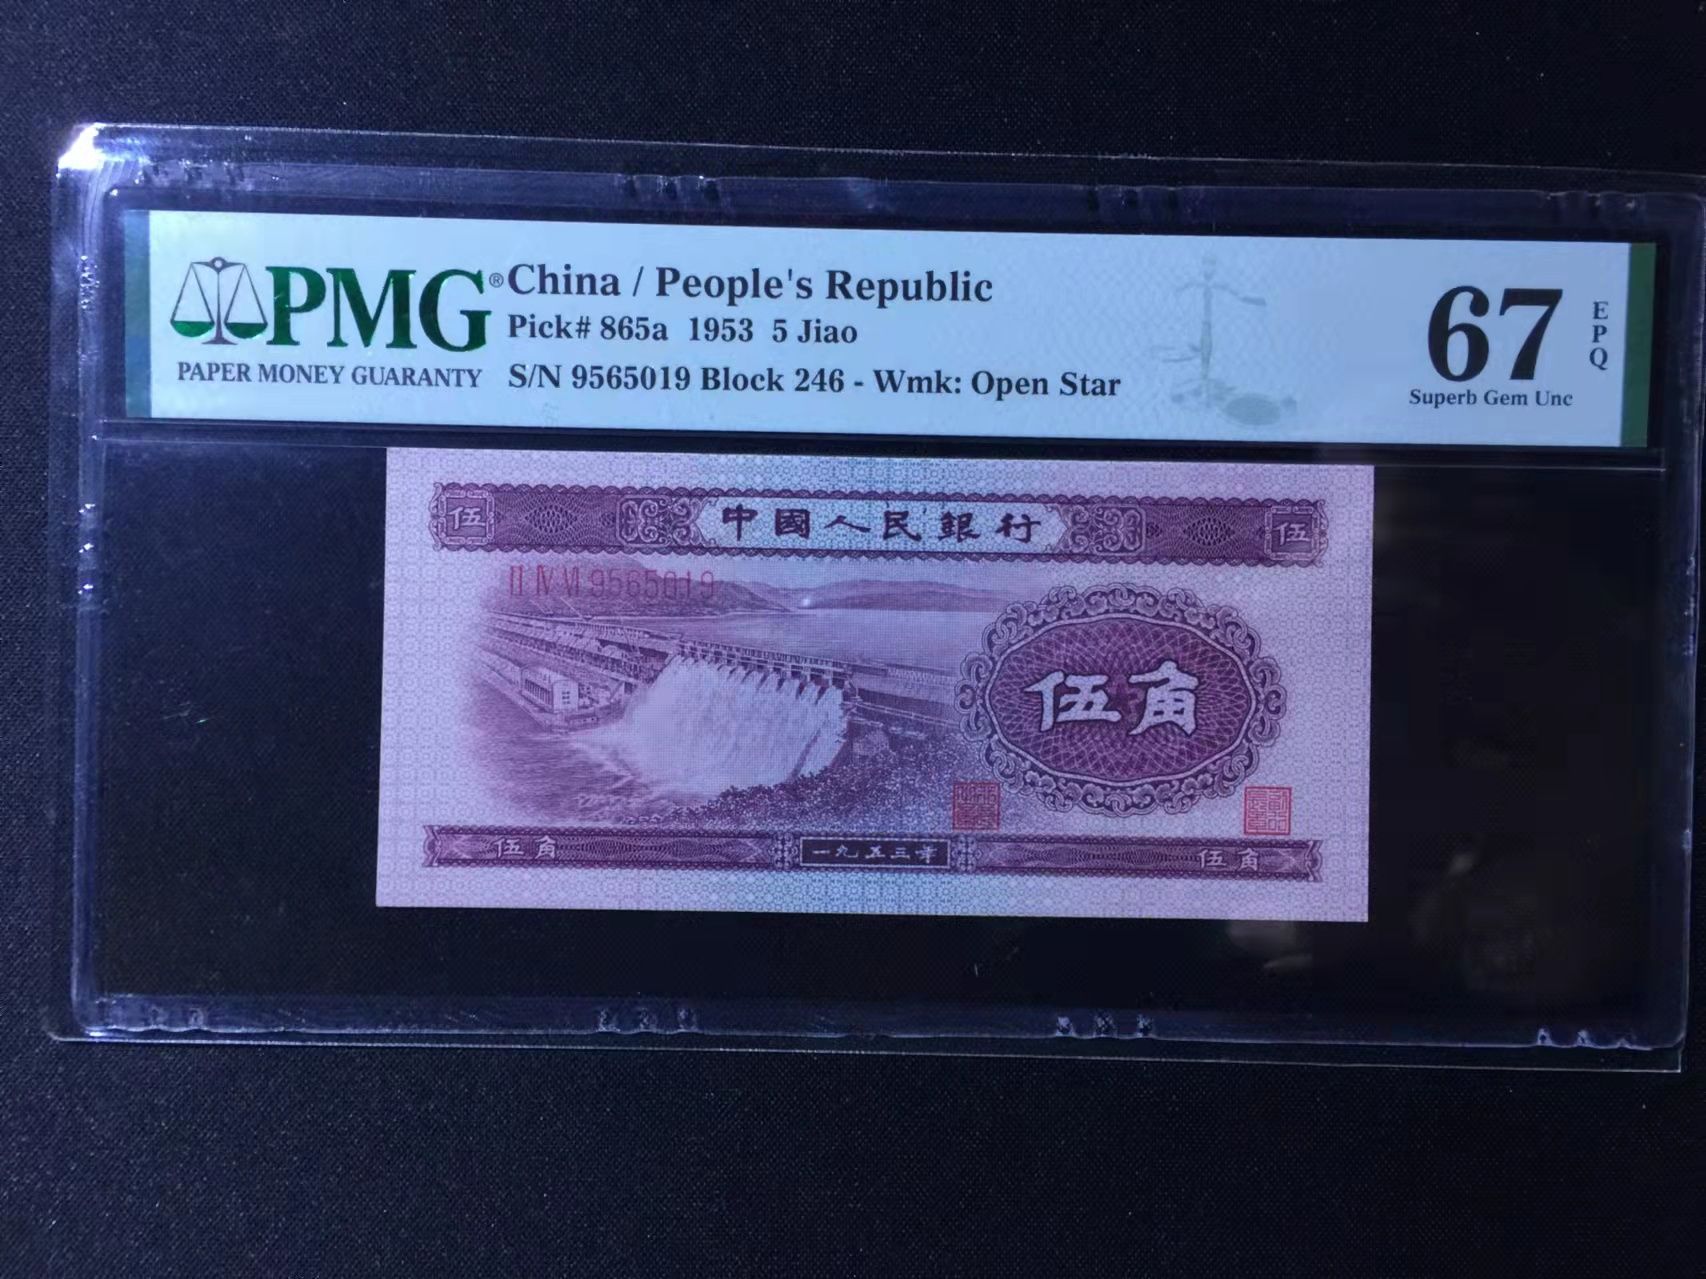 PMG®
PAPER MONEY GUARANTY
China / People's Republic
Pick# 865a 1953 5 Jiao
S/N 9565019 Block 246 - Wmk: Open Star
67
EPQ
Superb Gem Unc
伍
中國人民銀行
伍
II IV VI 9565019
伍角
伍角
一九五三年
伍角